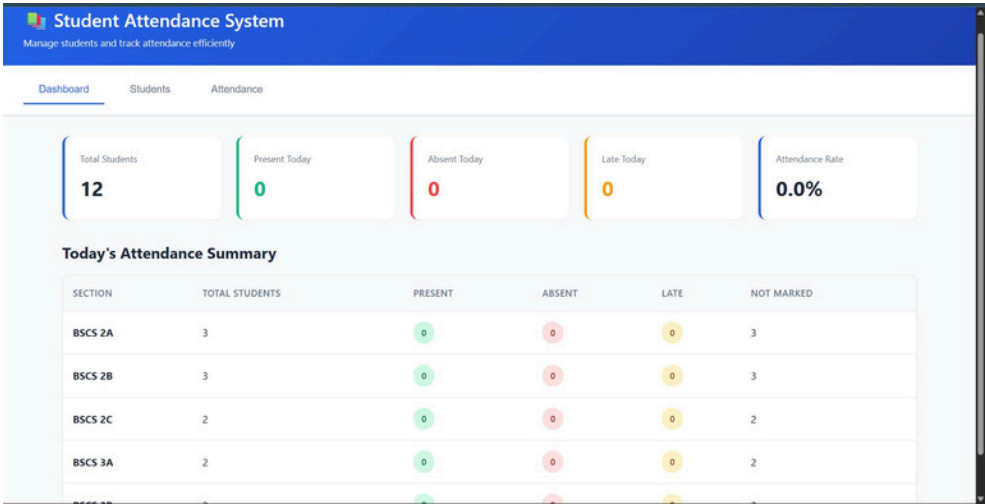 Student Attendance System
Manage students and track attendance efficiently
Dashboard Students Attendance
Total Students Present Today Absent Today Late Today Attendance Rate
12 0 0 0 0.0%
Today's Attendance Summary
SECTION TOTAL STUDENTS PRESENT ABSENT LATE NOT MARKED
BSCS 2A 3 0 0 0 3
BSCS 2B 3 0 0 0 3
BSCS 2C 2 0 0 0 2
BSCS 3A 2 0 0 0 2